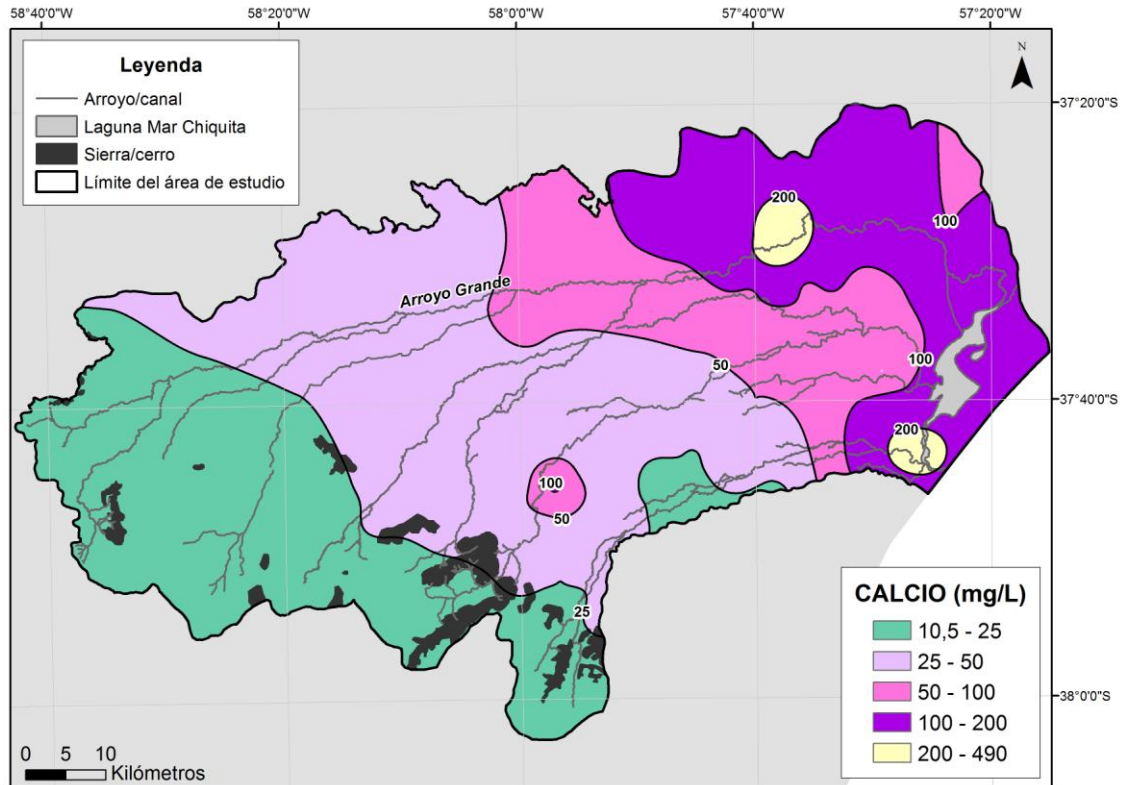 58°40'0"W
58°20'0"W
58°0'0"W
57°40'0"W
57°20'0"W
Leyenda
Arroyo/canal
Laguna Mar Chiquita
Sierra/cerro
Límite del área de estudio
N
37°20'0"S
200
100
Arroyo Grande
50
100
37°40'0"S
200
100
50
25
38°0'0"S
CALCIO (mg/L)
10,5 - 25
25 - 50
50 - 100
100 - 200
200 - 490
0 5 10
Kilómetros